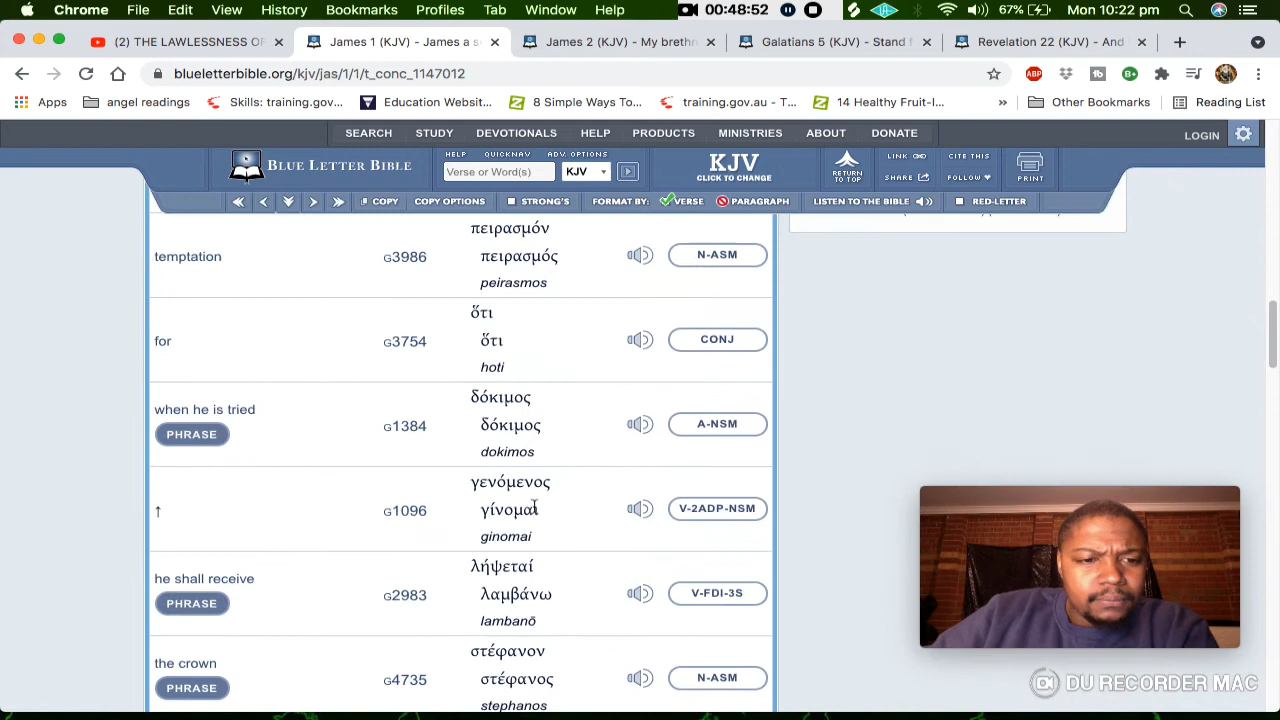 Chrome File Edit View History Bookmarks Profiles Tab Window Help 00:48:52 67% Mon 10:22 pm
(2) THE LAWLESSNESS OF James 1 (KJV) - James a s James 2 (KJV) - My brethr Galatians 5 (KJV) - Stand f Revelation 22 (KJV) - And
blueletterbible.org/kjv/jas/1/1/t_conc_1147012 ABP
Apps angel readings Skills: training.gov... Education Websit... 8 Simple Ways To... training.gov.au - T... 14 Healthy Fruit-I... » Other Bookmarks Reading List
SEARCH STUDY DEVOTIONALS HELP PRODUCTS MINISTRIES ABOUT DONATE LOGIN
HELP QUICKNAV ADV. OPTIONS
BLUE LETTER BIBLE Verse or Word(s) KJV
KJV
CLICK TO CHANGE
RETURN
TO TOP
LINK CITE THIS
SHARE FOLLOW
PRINT
COPY COPY OPTIONS STRONG'S FORMAT BY: VERSE PARAGRAPH LISTEN TO THE BIBLE RED-LETTER
πειρασμόν
temptation G3986 πειρασμός N-ASM
peirasmos
ὅτι
for G3754 ὅτι CONJ
hoti
δόκιμος
when he is tried
PHRASE G1384 δόκιμος A-NSM
dokimos
γενόμενος
↑ G1096 γίνομαι V-2ADP-NSM
ginomai
λήψεταί
he shall receive
PHRASE G2983 λαμβάνω V-FDI-3S
lambanō
στέφανον
the crown
PHRASE G4735 στέφανος N-ASM
stephanos
DU RECORDER MAC